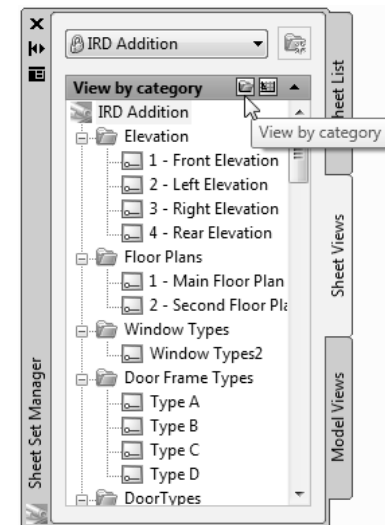 IRD Addition
View by category
IRD Addition
View by category
Elevation
1 - Front Elevation
2 - Left Elevation
3 - Right Elevation
4 - Rear Elevation
Floor Plans
1 - Main Floor Plan
2 - Second Floor Pla
Window Types
Window Types2
Door Frame Types
Type A
Type B
Type C
Type D
DoorTypes
Sheet Set Manager
heet List
Sheet Views
Model Views